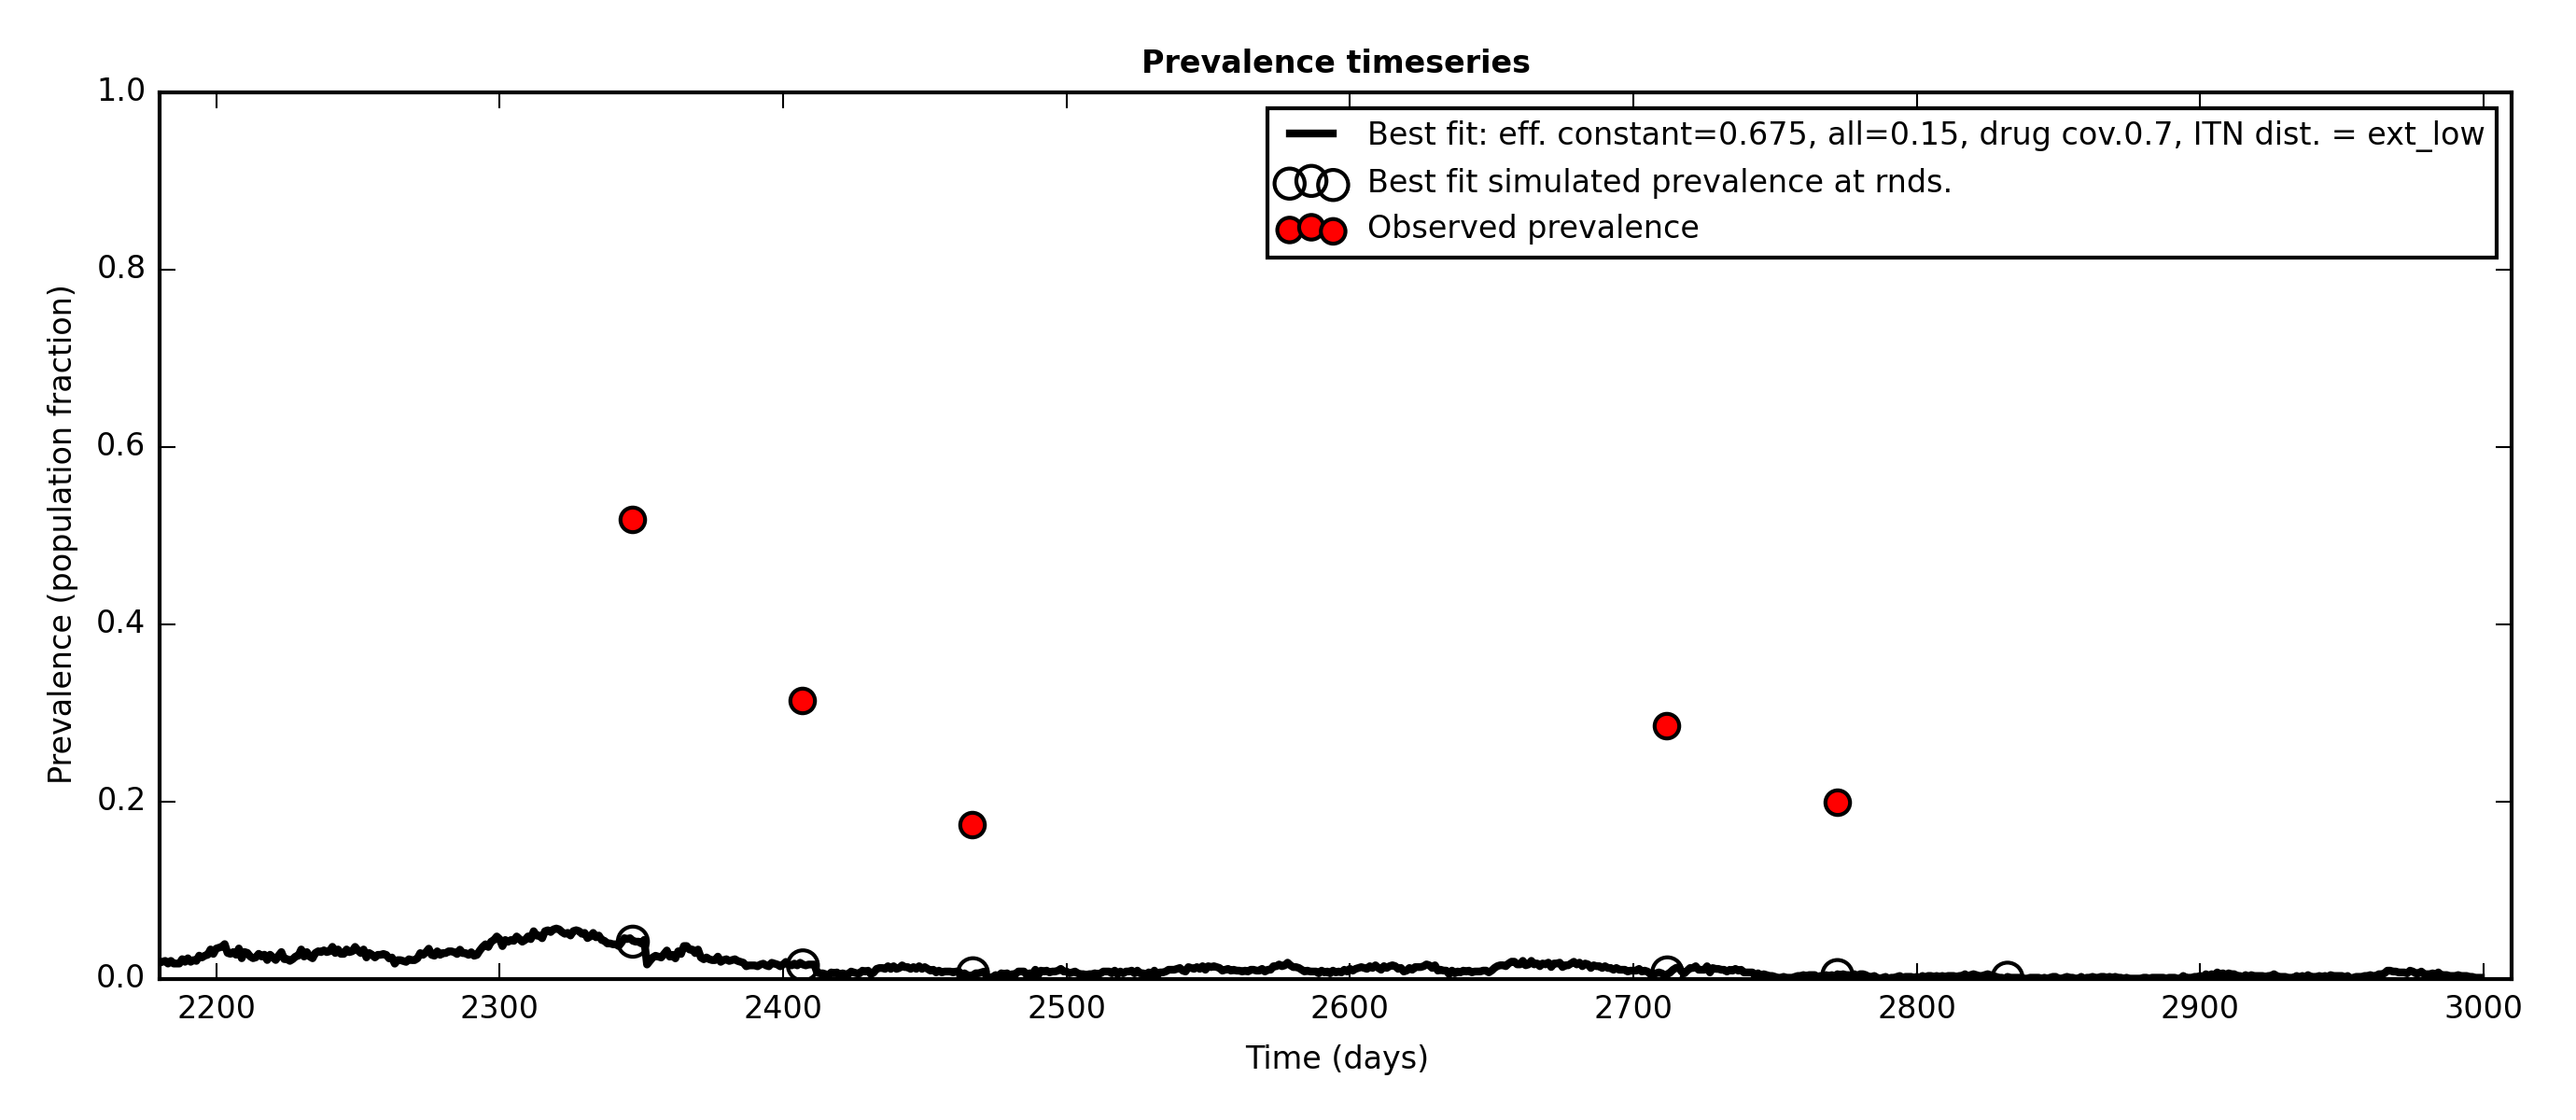 Prevalence timeseries
1.0
0.8
0.6
0.4
0.2
0.0
Prevalence (population fraction)
Best fit: eff. constant=0.675, all=0.15, drug cov.0.7, ITN dist. = ext_low
Best fit simulated prevalence at rnds.
Observed prevalence
2200 2300 2400 2500 2600 2700 2800 2900 3000
Time (days)